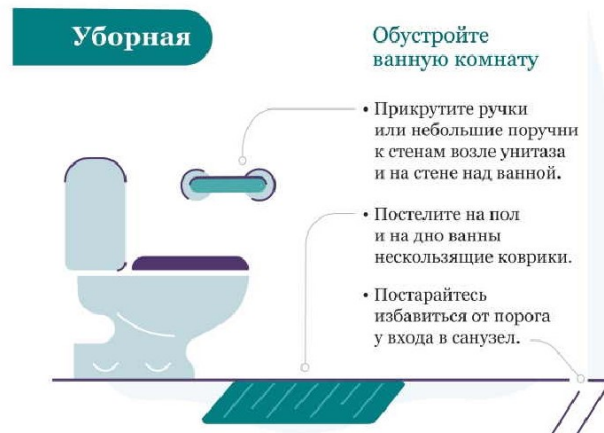 Уборная
Обустройте
ванную комнату
• Прикрутите ручки
или небольшие поручни
к стенам возле унитаза
и на стене над ванной.
• Постелите на пол
и на дно ванны
нескользящие коврики.
• Постарайтесь
избавиться от порога
у входа в санузел.